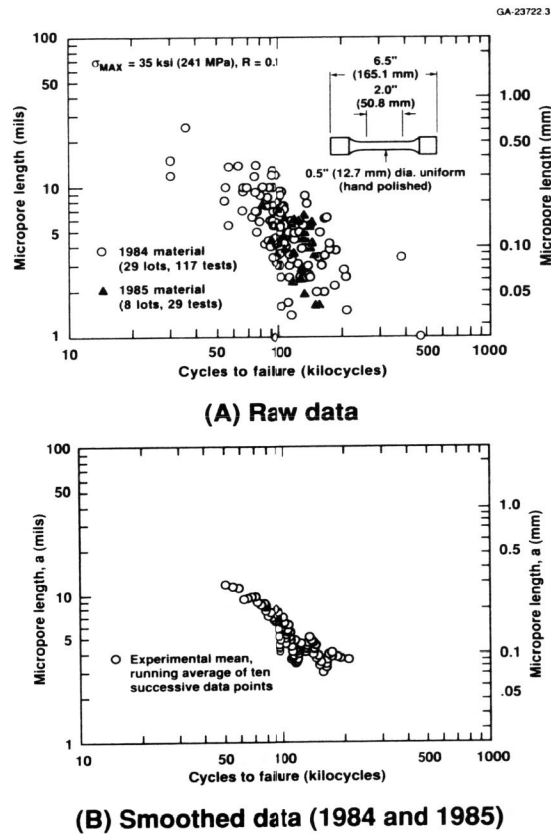 GA-23722.3
100
σMAX = 35 ksi (241 MPa), R = 0.1
6.5"
(165.1 mm)
2.0"
(50.8 mm)
0.5" (12.7 mm) dia. uniform
(hand polished)
50
10
5
1
Micropore length (mils)
1.00
0.50
0.10
0.05
Micropore length (mm)
○ 1984 material
(29 lots, 117 tests)
▲ 1985 material
(8 lots, 29 tests)
10 50 100 500 1000
Cycles to failure (kilocycles)
(A) Raw data
100
50
10
5
1
Micropore length, a (mils)
1.0
0.5
0.1
.05
Micropore length, a (mm)
○ Experimental mean,
running average of ten
successive data points
10 50 100 500 1000
Cycles to failure (kilocycles)
(B) Smoothed data (1984 and 1985)